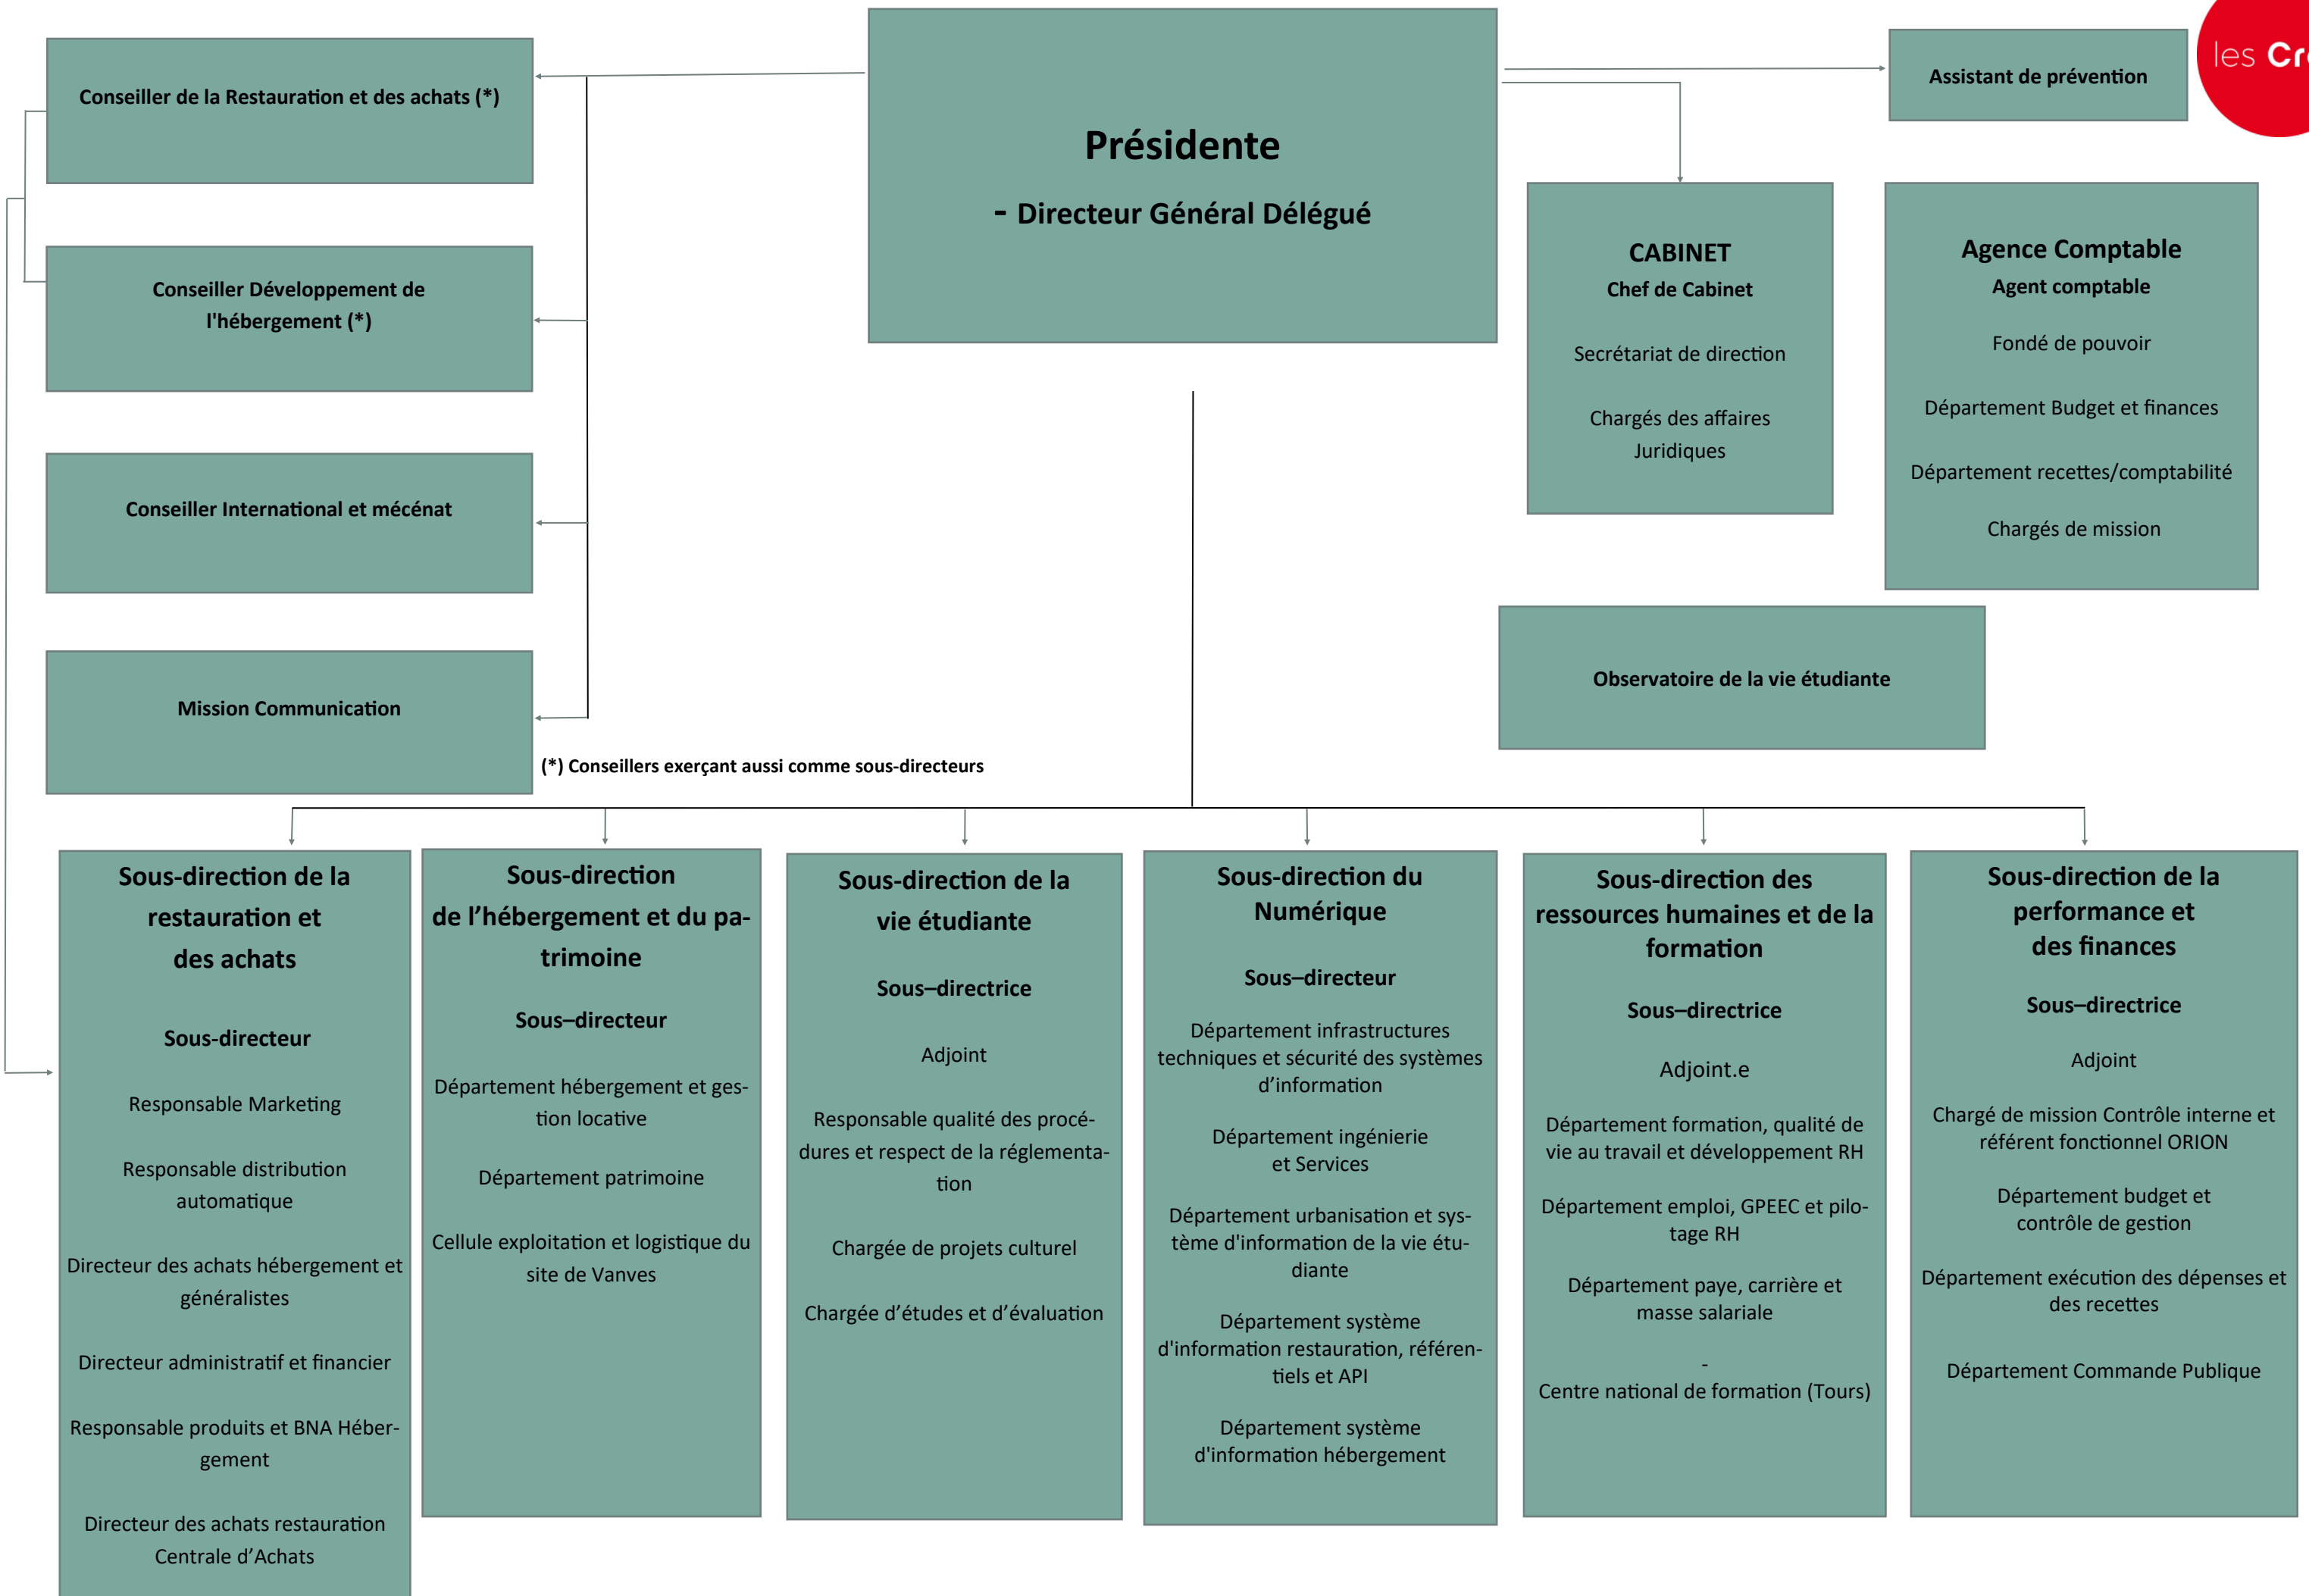 les Cr
Présidente
- Directeur Général Délégué
Conseiller de la Restauration et des achats (*)
Conseiller Développement de
l'hébergement (*)
Conseiller International et mécénat
Mission Communication
(*) Conseillers exerçant aussi comme sous-directeurs
Assistant de prévention
CABINET
Chef de Cabinet
Secrétariat de direction
Chargés des affaires
Juridiques
Agence Comptable
Agent comptable
Fondé de pouvoir
Département Budget et finances
Département recettes/comptabilité
Chargés de mission
Observatoire de la vie étudiante
Sous-direction de la
restauration et
des achats
Sous-directeur
Responsable Marketing
Responsable distribution
automatique
Directeur des achats hébergement et
généralistes
Directeur administratif et financier
Responsable produits et BNA Héber-
gement
Directeur des achats restauration
Centrale d’Achats
Sous-direction
de l’hébergement et du pa-
trimoine
Sous–directeur
Département hébergement et ges-
tion locative
Département patrimoine
Cellule exploitation et logistique du
site de Vanves
Sous-direction de la
vie étudiante
Sous–directrice
Adjoint
Responsable qualité des procé-
dures et respect de la réglementa-
tion
Chargée de projets culturel
Chargée d’études et d’évaluation
Sous-direction du
Numérique
Sous–directeur
Département infrastructures
techniques et sécurité des systèmes
d’information
Département ingénierie
et Services
Département urbanisation et sys-
tème d'information de la vie étu-
diante
Département système
d'information restauration, référen-
tiels et API
Département système
d'information hébergement
Sous-direction des
ressources humaines et de la
formation
Sous–directrice
Adjoint.e
Département formation, qualité de
vie au travail et développement RH
Département emploi, GPEEC et pilo-
tage RH
Département paye, carrière et
masse salariale
-
Centre national de formation (Tours)
Sous-direction de la
performance et
des finances
Sous–directrice
Adjoint
Chargé de mission Contrôle interne et
référent fonctionnel ORION
Département budget et
contrôle de gestion
Département exécution des dépenses et
des recettes
Département Commande Publique